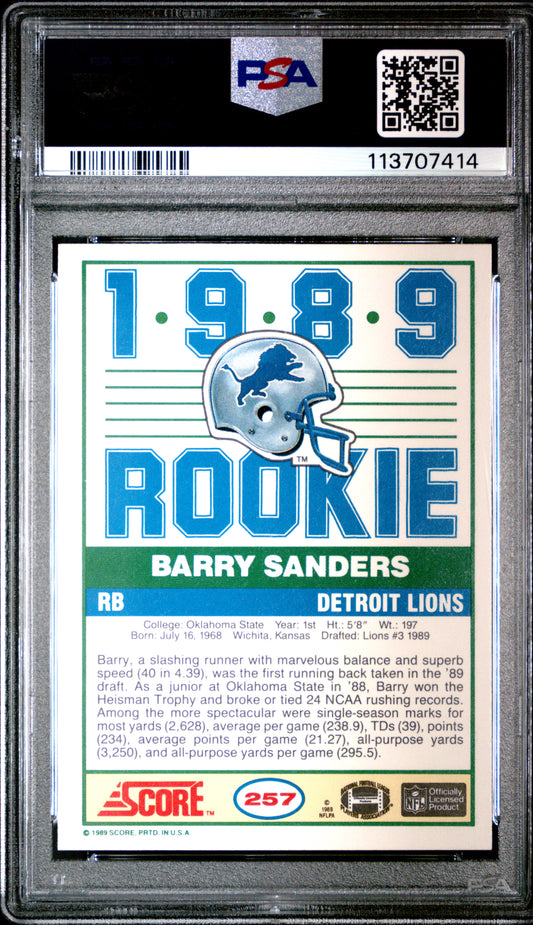 PSA
113707414
1•9•8•9
TM
ROOKIE
BARRY SANDERS
RB DETROIT LIONS
College: Oklahoma State Year: 1st Ht.: 5'8" Wt.: 197
Born: July 16, 1968 Wichita, Kansas Drafted: Lions #3 1989
Barry, a slashing runner with marvelous balance and superb
speed (40 in 4.39), was the first running back taken in the '89
draft. As a junior at Oklahoma State in '88, Barry won the
Heisman Trophy and broke or tied 24 NCAA rushing records.
Among the more spectacular were single-season marks for
most yards (2,628), average per game (238.9), TDs (39), points
(234), average points per game (21.27), all-purpose yards
(3,250), and all-purpose yards per game (295.5).
SCORE TM
257
© 1989 NFLPA
NFL
Officially
Licensed
Product
© 1989 SCORE, PRTD. IN U.S.A.
PSA